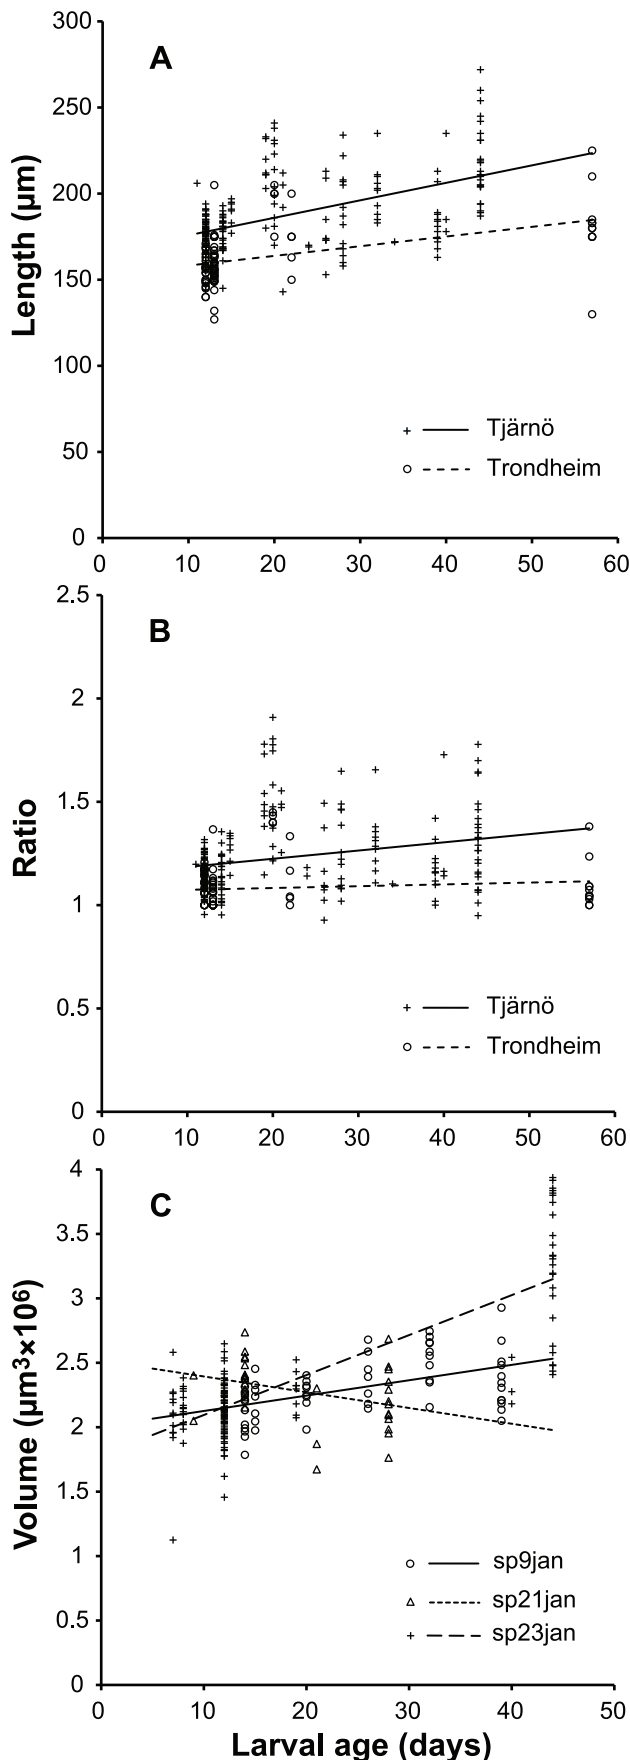 A
Length (µm)
300
250
200
150
100
50
0
Tjärnö
Trondheim
0 10 20 30 40 50 60
B
Ratio
2.5
2
1.5
1
0.5
0
Tjärnö
Trondheim
0 10 20 30 40 50 60
C
Volume (µm³×10⁶)
4
3.5
3
2.5
2
1.5
1
0.5
0
sp9jan
sp21jan
sp23jan
0 10 20 30 40 50
Larval age (days)